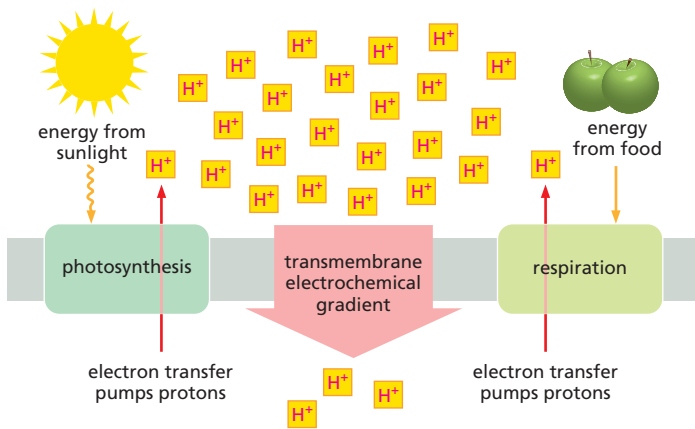 H+
H+
H+
H+
H+
H+
H+
H+
H+
H+
energy from
sunlight
H+
H+
H+
energy
from food
H+
H+
H+
H+
H+
H+
H+
H+
H+
H+
H+
photosynthesis
transmembrane
electrochemical
gradient
respiration
electron transfer
pumps protons
H+
H+
H+
electron transfer
pumps protons